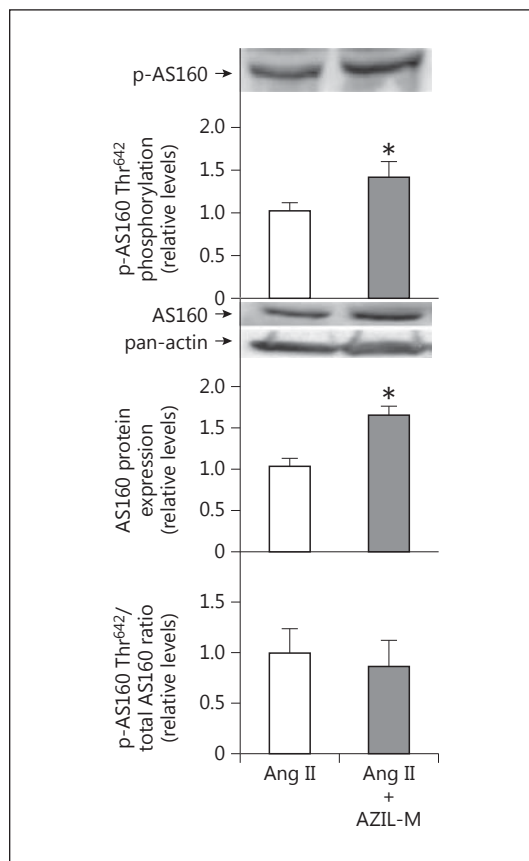 p-AS160
p-AS160 Thr642
phosphorylation
(relative levels)
2.0
1.5
1.0
0.5
0
*
AS160
pan-actin
AS160 protein
expression
(relative levels)
2.0
1.5
1.0
0.5
0
*
p-AS160 Thr642/
total AS160 ratio
(relative levels)
1.5
1.0
0.5
0
Ang II
Ang II
+
AZIL-M